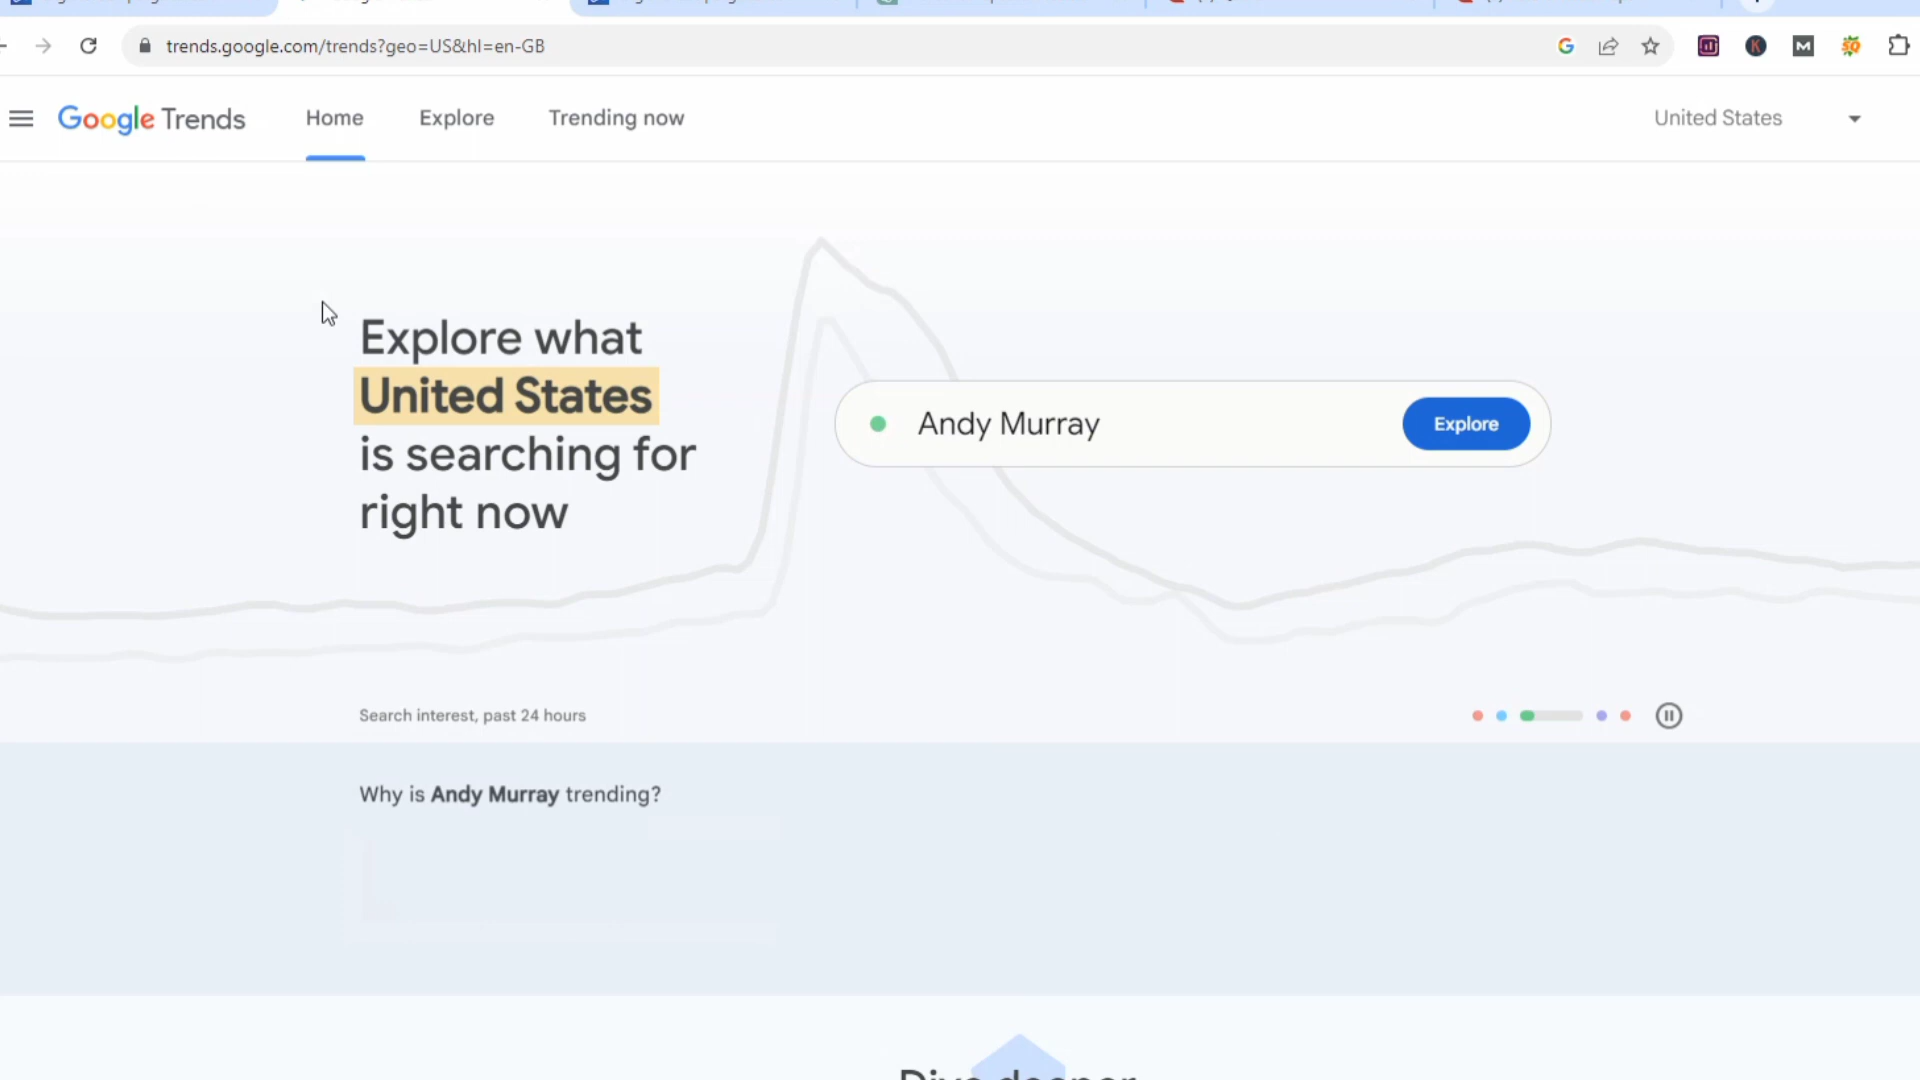 trends.google.com/trends?geo=US&hl=en-GB
Google Trends
Home
Explore
Trending now
United States
Explore what
United States
is searching for
right now
Andy Murray
Explore
Search interest, past 24 hours
Why is Andy Murray trending?
Dive deeper